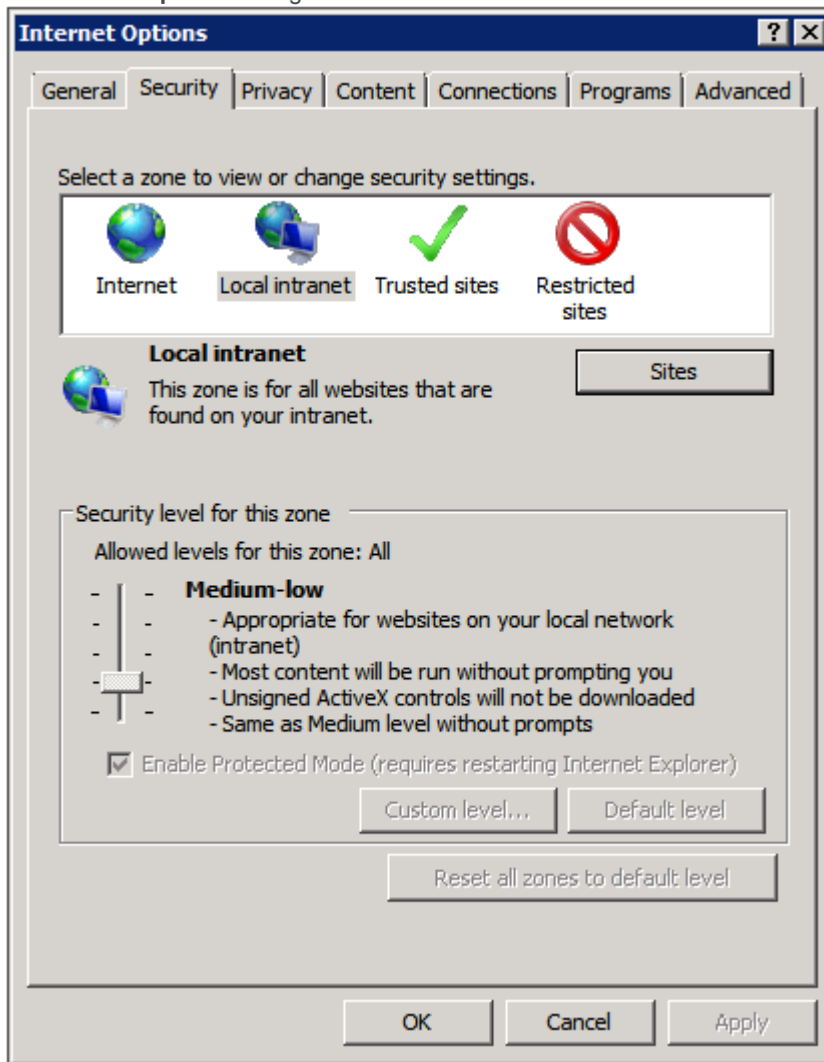 Internet Options
General Security Privacy Content Connections Programs Advanced
Select a zone to view or change security settings.
Internet Local intranet Trusted sites Restricted
sites
Local intranet
Sites
This zone is for all websites that are
found on your intranet.
Security level for this zone
Allowed levels for this zone: All
Medium-low
- Appropriate for websites on your local network
(intranet)
- Most content will be run without prompting you
- Unsigned ActiveX controls will not be downloaded
- Same as Medium level without prompts
Enable Protected Mode (requires restarting Internet Explorer)
Custom level... Default level
Reset all zones to default level
OK Cancel Apply